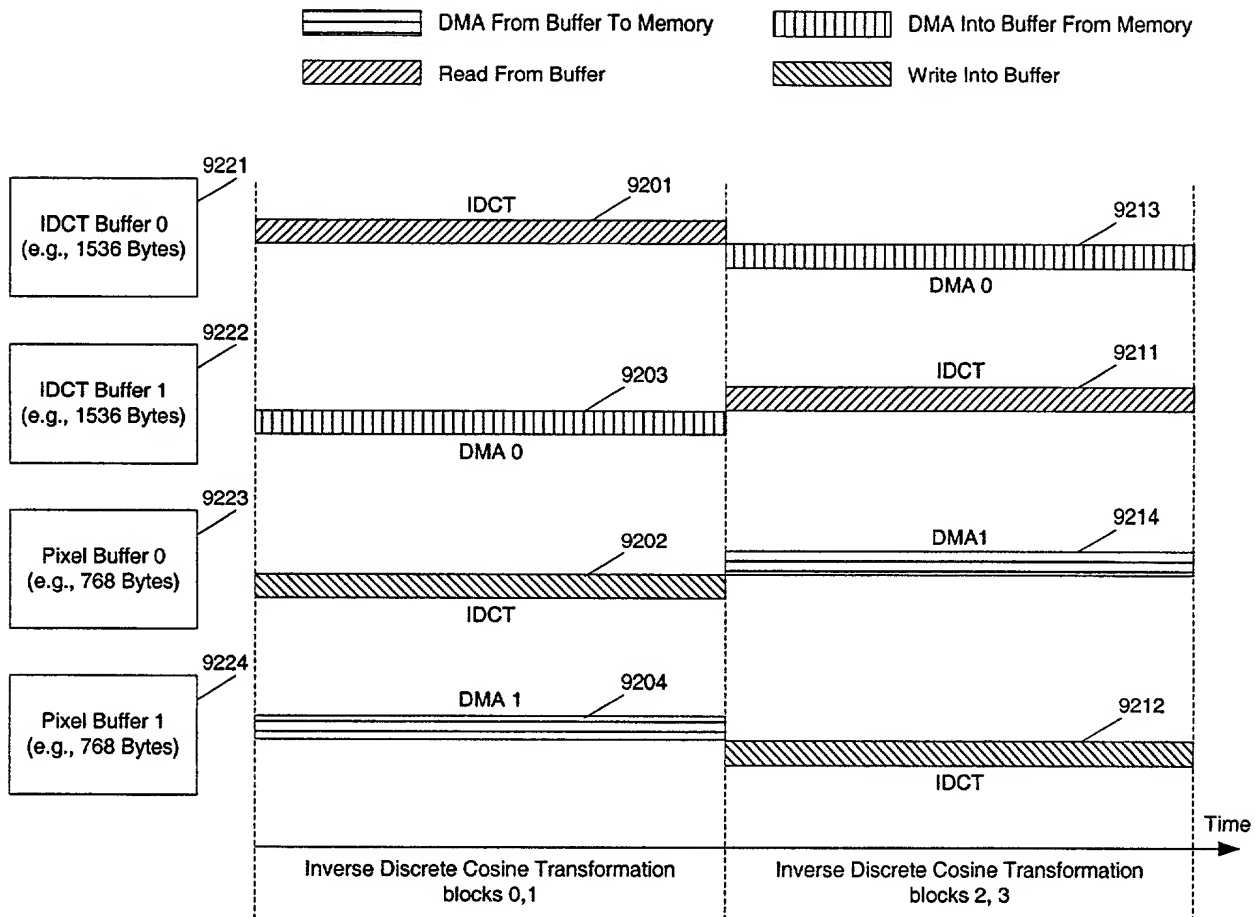 DMA From Buffer To Memory
DMA Into Buffer From Memory
Read From Buffer
Write Into Buffer
9221
IDCT Buffer 0
(e.g., 1536 Bytes)
IDCT
9201
9213
DMA 0
9222
IDCT Buffer 1
(e.g., 1536 Bytes)
9203
DMA 0
IDCT
9211
9223
Pixel Buffer 0
(e.g., 768 Bytes)
9202
IDCT
DMA1
9214
9224
Pixel Buffer 1
(e.g., 768 Bytes)
DMA 1
9204
9212
IDCT
Time
Inverse Discrete Cosine Transformation
blocks 0,1
Inverse Discrete Cosine Transformation
blocks 2, 3